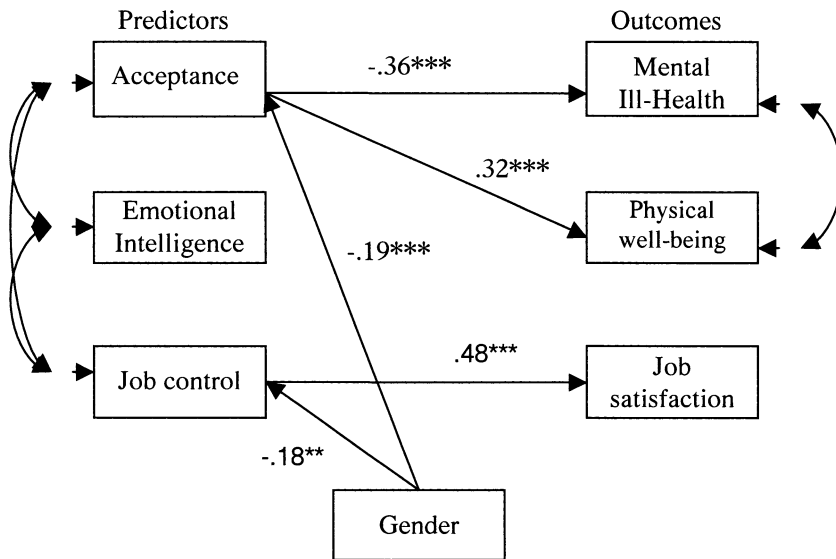 Predictors
Outcomes
Acceptance
-.36***
Mental
Ill-Health
.32***
Emotional
Intelligence
Physical
well-being
-.19***
Job control
.48***
Job
satisfaction
-.18**
Gender